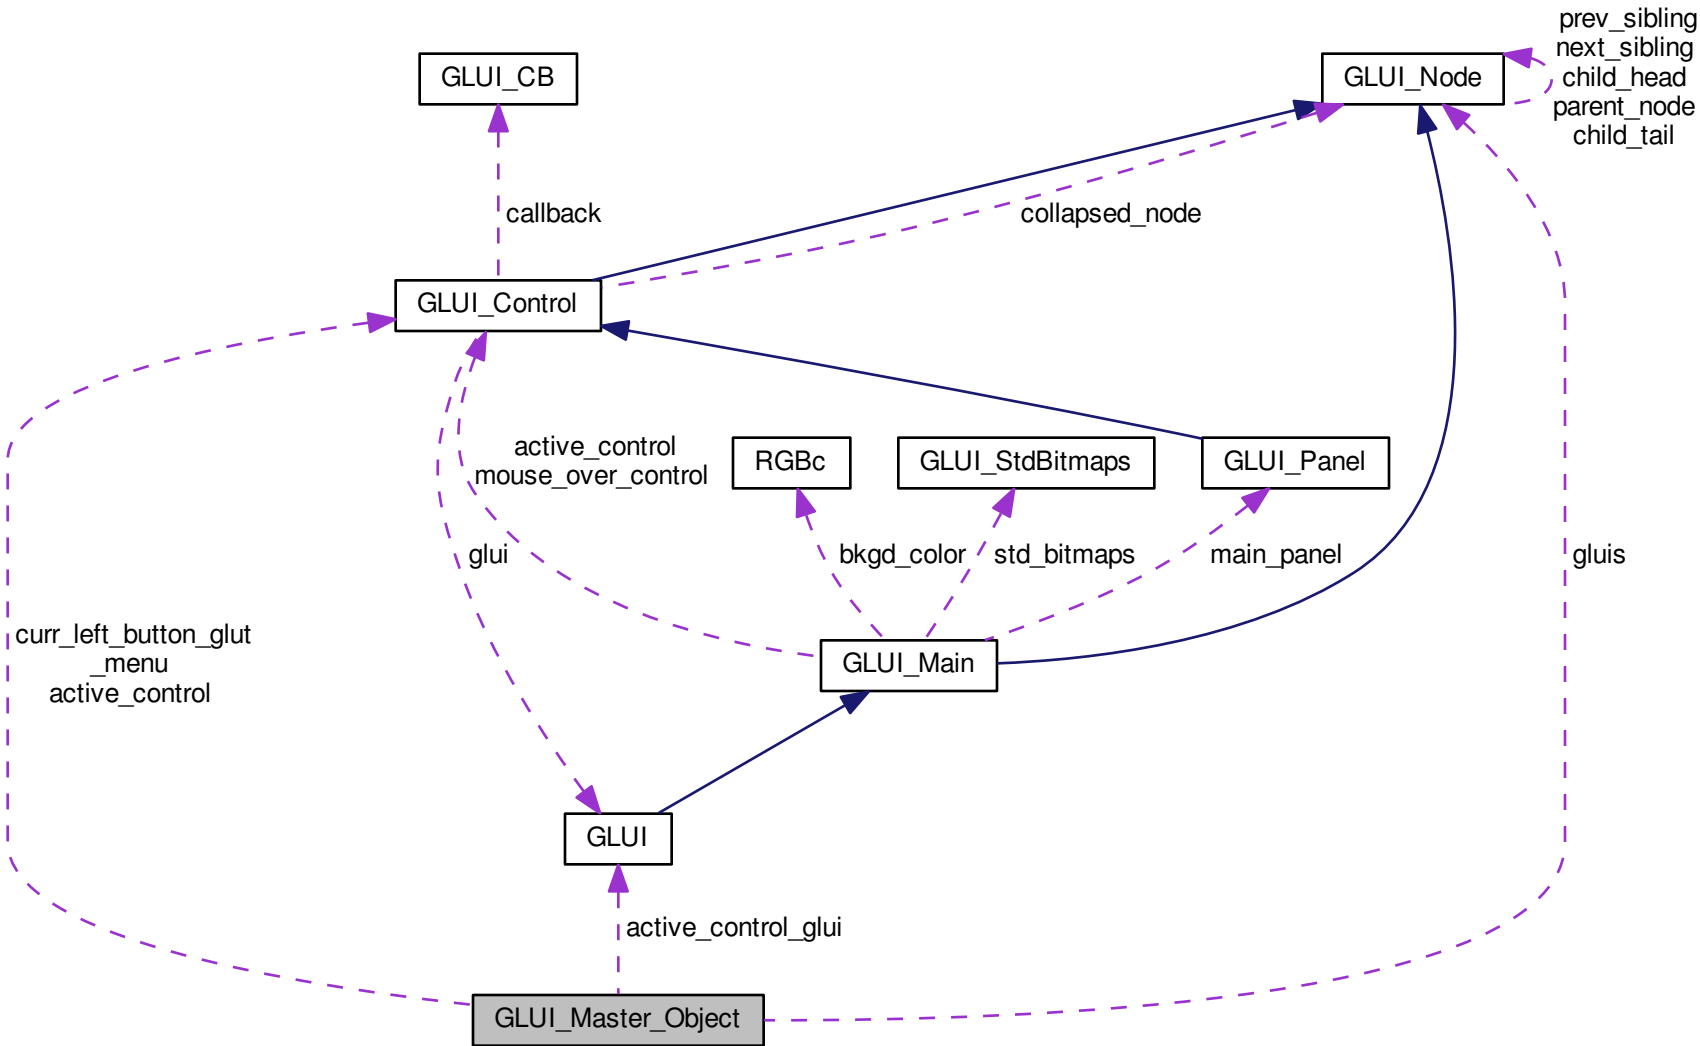 prev_sibling
next_sibling
child_head
parent_node
child_tail
GLUI_CB
GLUI_Node
callback
collapsed_node
GLUI_Control
active_control
mouse_over_control
RGBc
GLUI_StdBitmaps
GLUI_Panel
glui
bkgd_color
std_bitmaps
main_panel
gluis
curr_left_button_glut
_menu
active_control
GLUI_Main
GLUI
active_control_glui
GLUI_Master_Object